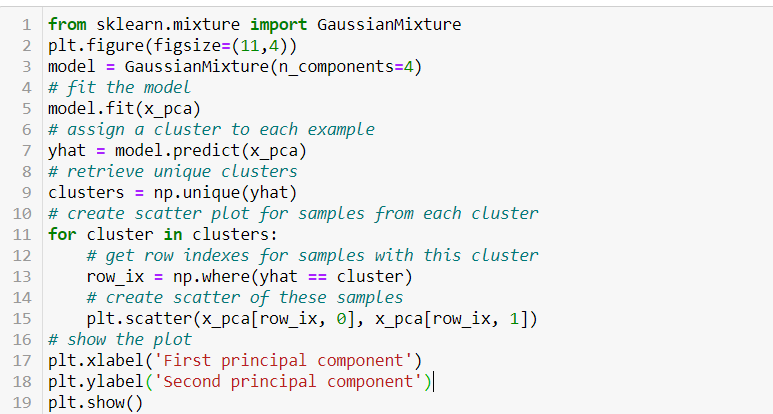 1 from sklearn.mixture import GaussianMixture
2 plt.figure(figsize=(11,4))
3 model = GaussianMixture(n_components=4)
4 # fit the model
5 model.fit(x_pca)
6 # assign a cluster to each example
7 yhat = model.predict(x_pca)
8 # retrieve unique clusters
9 clusters = np.unique(yhat)
10 # create scatter plot for samples from each cluster
11 for cluster in clusters:
12     # get row indexes for samples with this cluster
13     row_ix = np.where(yhat == cluster)
14     # create scatter of these samples
15     plt.scatter(x_pca[row_ix, 0], x_pca[row_ix, 1])
16 # show the plot
17 plt.xlabel('First principal component')
18 plt.ylabel('Second principal component')
19 plt.show()